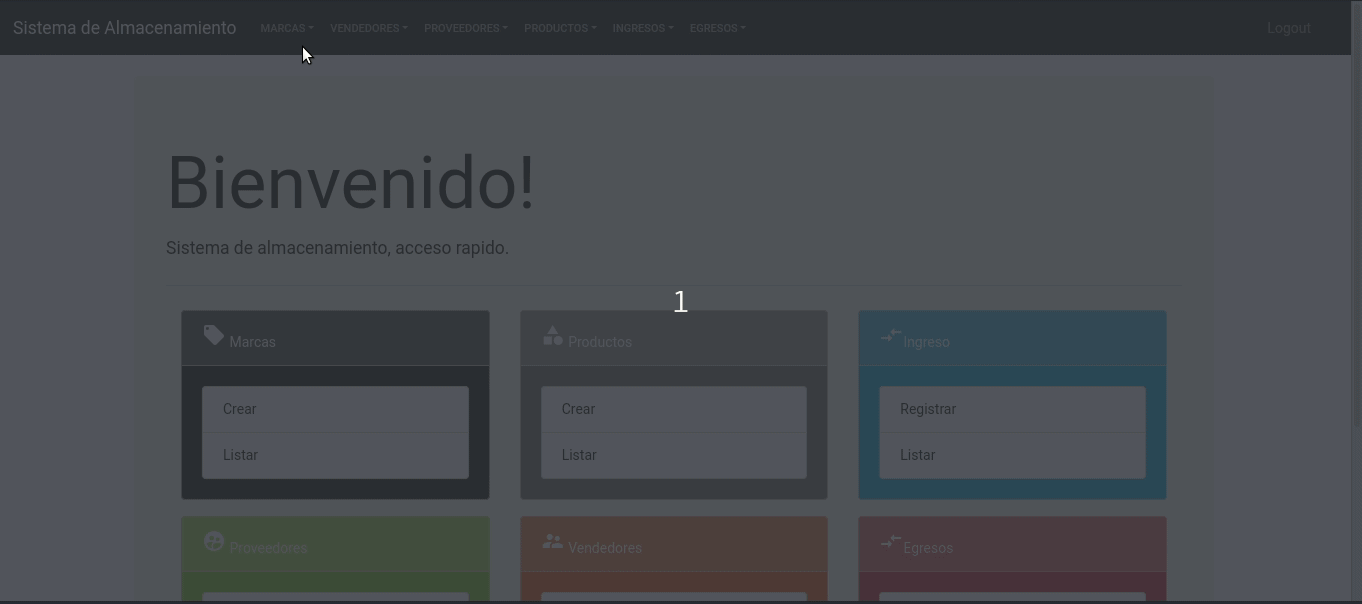 Sistema de Almacenamiento MARCAS VENDEDORES PROVEEDORES PRODUCTOS INGRESOS EGRESOS Logout
Bienvenido!
Sistema de almacenamiento, acceso rapido.
1
Marcas Productos Ingreso
Crear Crear Registrar
Listar Listar Listar
Proveedores Vendedores Egresos